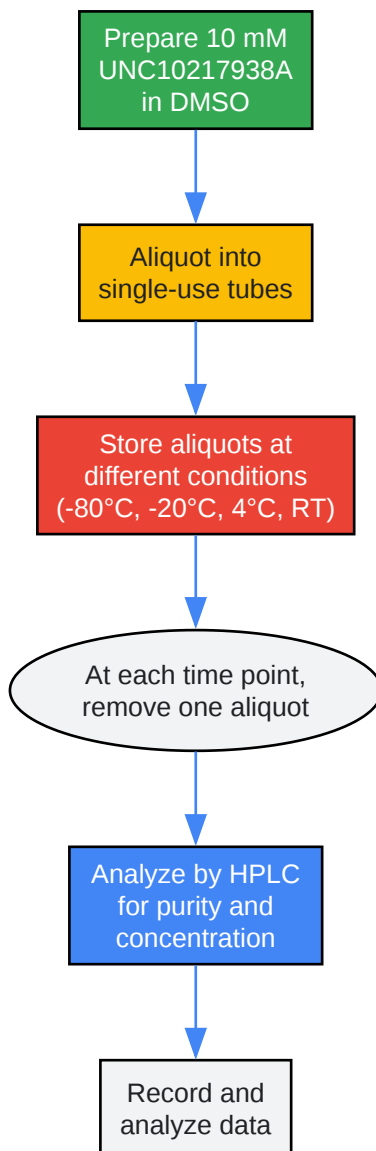 Prepare 10 mM
UNC10217938A
in DMSO
Aliquot into
single-use tubes
Store aliquots at
different conditions
(-80°C, -20°C, 4°C, RT)
At each time point,
remove one aliquot
Analyze by HPLC
for purity and
concentration
Record and
analyze data